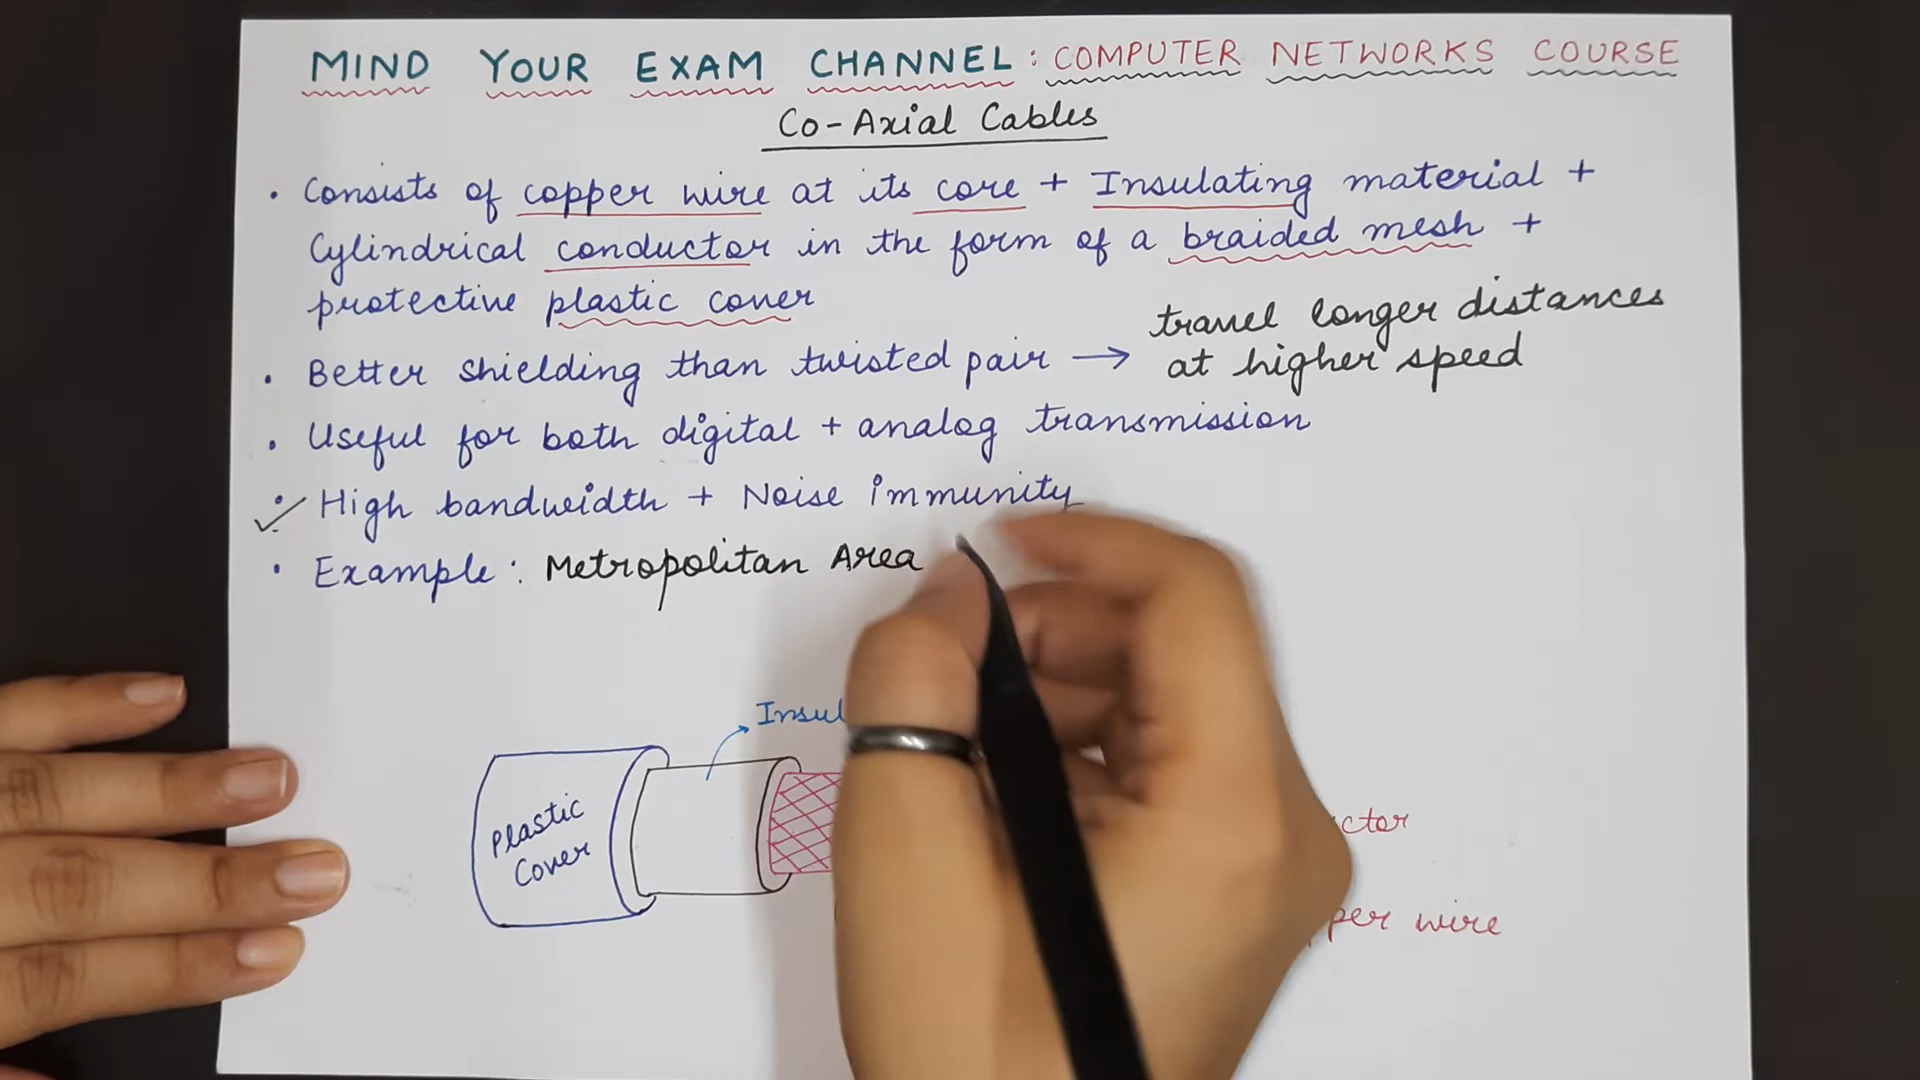 MIND YOUR EXAM CHANNEL : COMPUTER NETWORKS COURSE
Co-Axial Cables
• Consists of copper wire at its core + Insulating material +
Cylindrical conductor in the form of a braided mesh +
protective plastic cover
• Better shielding than twisted pair → travel longer distances
at higher speed
• Useful for both digital + analog transmission
• High bandwidth + Noise immunity
• Example: Metropolitan Area
Insul
Plastic
Cover
ctor
per wire